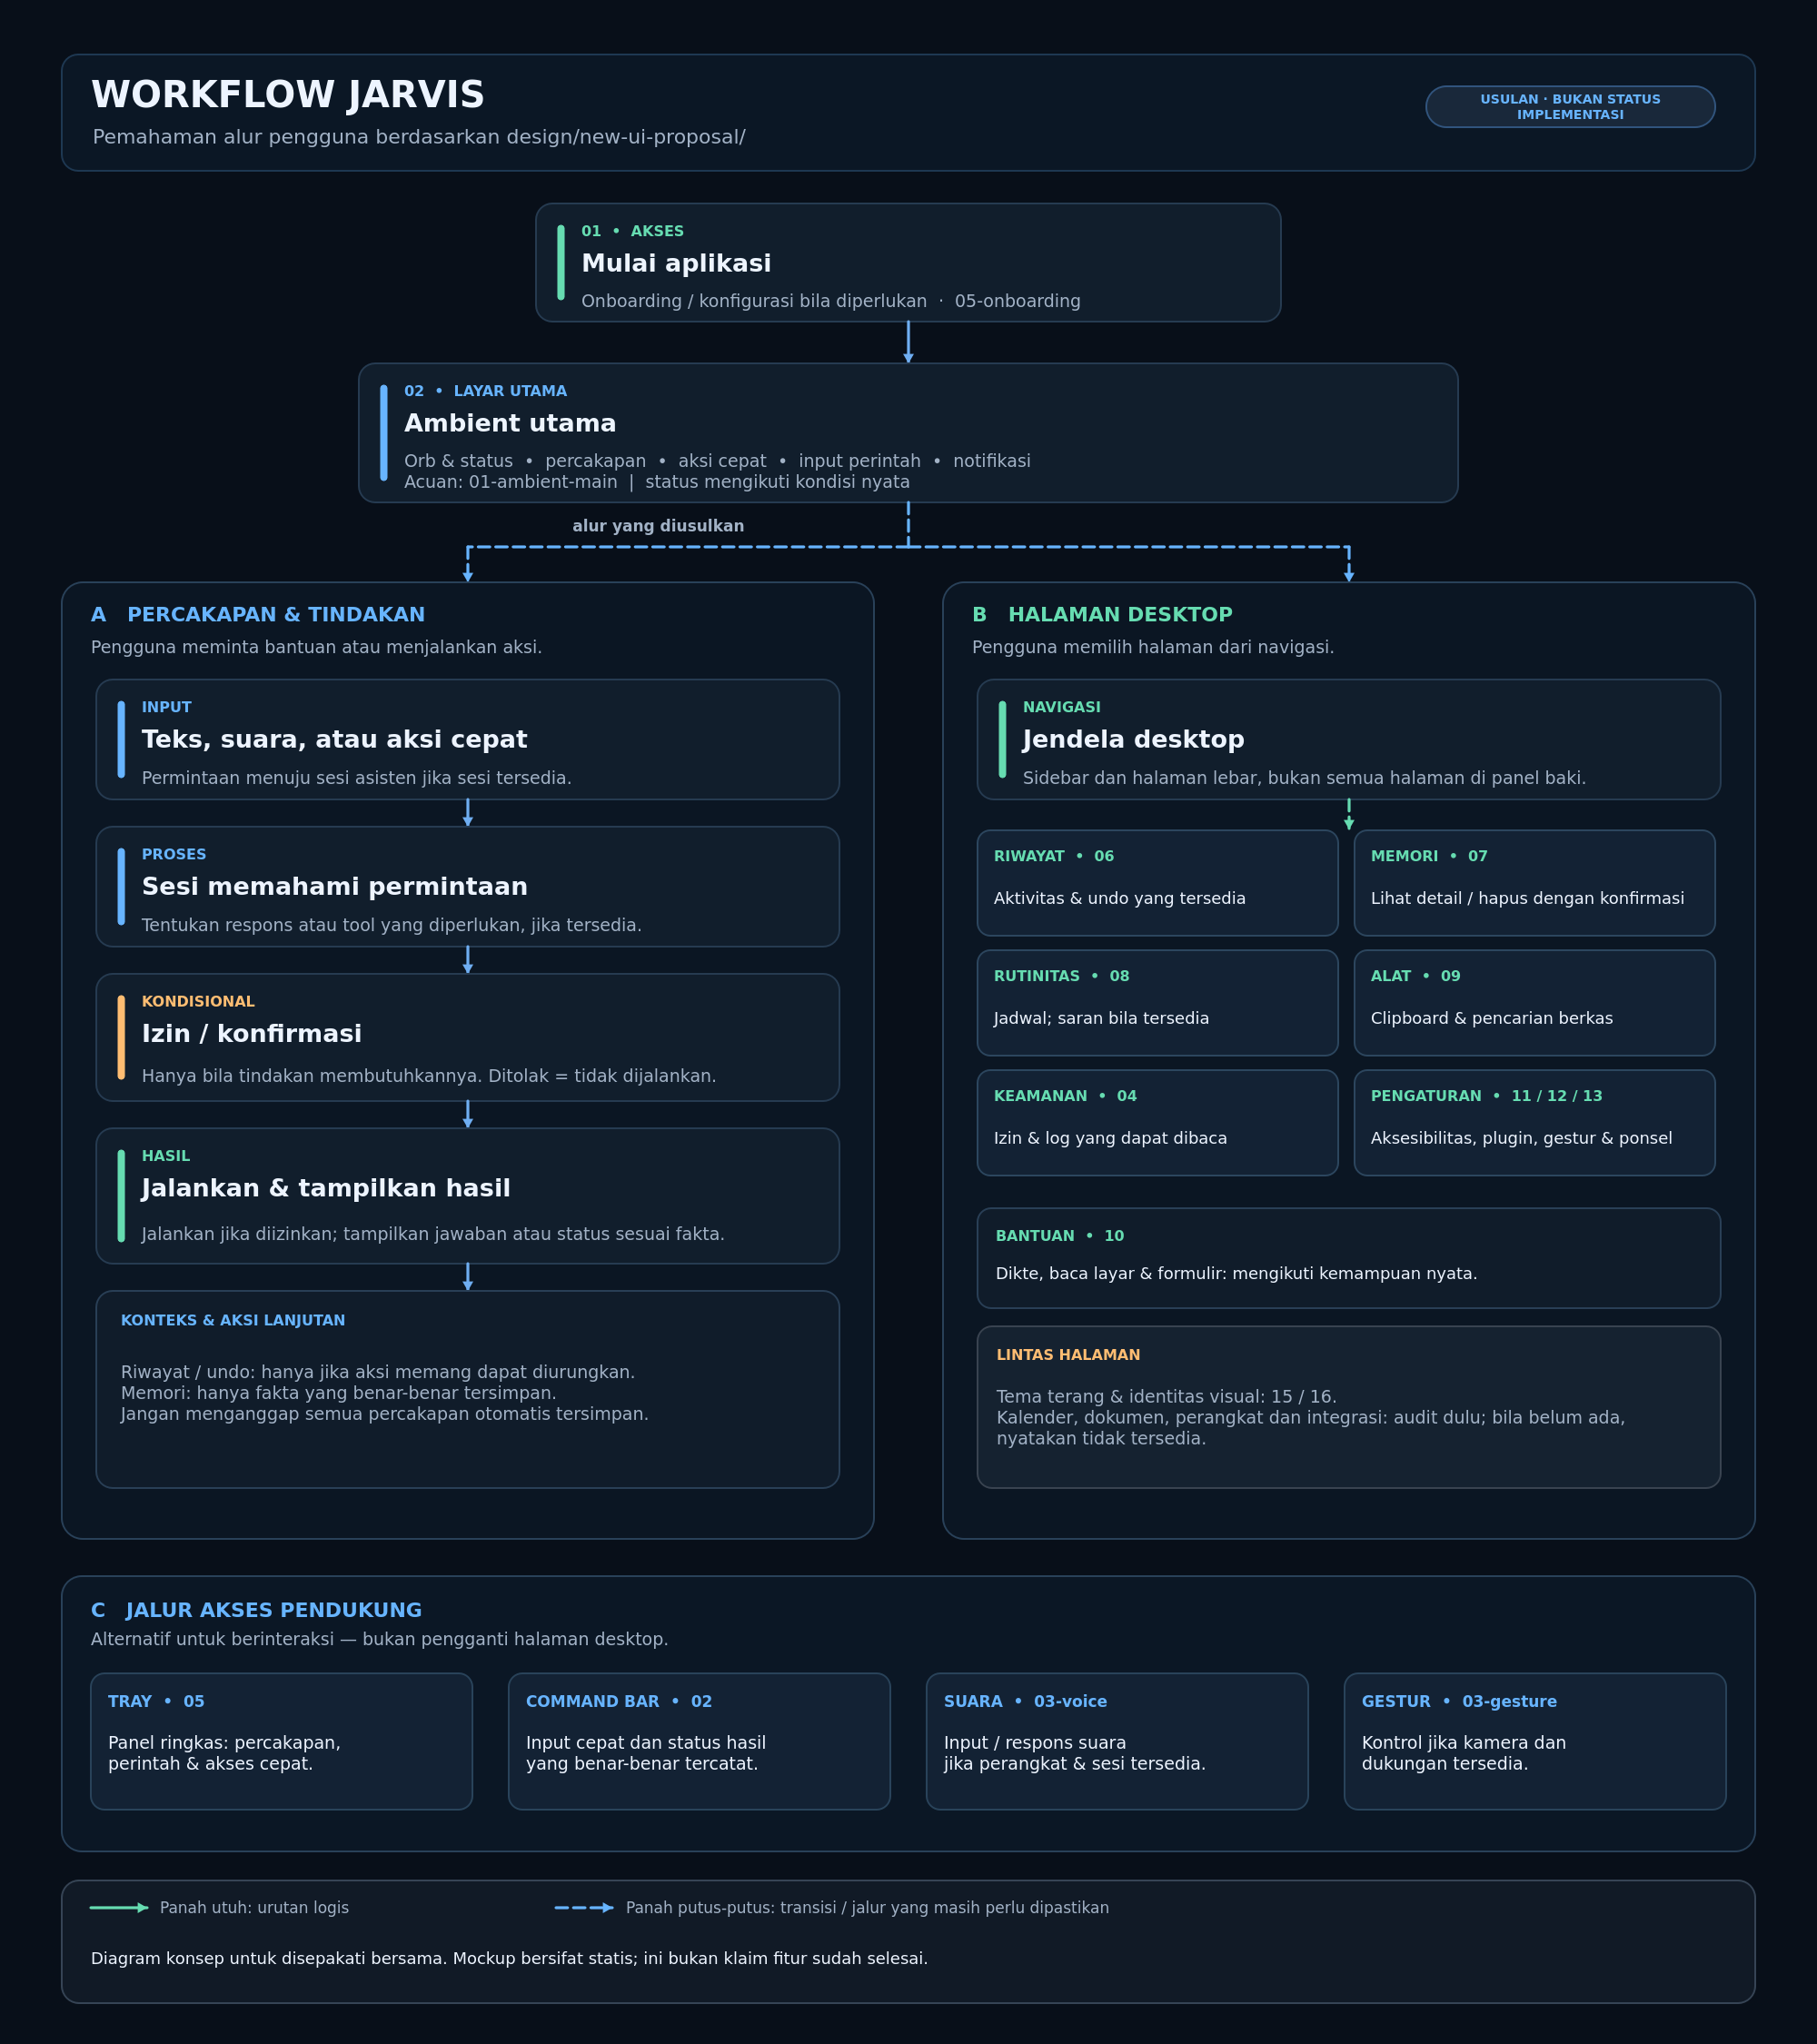 WORKFLOW JARVIS
Pemahaman alur pengguna berdasarkan design/new-ui-proposal/
USULAN · BUKAN STATUS
IMPLEMENTASI
01 • AKSES
Mulai aplikasi
Onboarding / konfigurasi bila diperlukan · 05-onboarding
02 • LAYAR UTAMA
Ambient utama
Orb & status • percakapan • aksi cepat • input perintah • notifikasi
Acuan: 01-ambient-main | status mengikuti kondisi nyata
alur yang diusulkan
A PERCAKAPAN & TINDAKAN
Pengguna meminta bantuan atau menjalankan aksi.
INPUT
Teks, suara, atau aksi cepat
Permintaan menuju sesi asisten jika sesi tersedia.
PROSES
Sesi memahami permintaan
Tentukan respons atau tool yang diperlukan, jika tersedia.
KONDISIONAL
Izin / konfirmasi
Hanya bila tindakan membutuhkannya. Ditolak = tidak dijalankan.
HASIL
Jalankan & tampilkan hasil
Jalankan jika diizinkan; tampilkan jawaban atau status sesuai fakta.
KONTEKS & AKSI LANJUTAN
Riwayat / undo: hanya jika aksi memang dapat diurungkan.
Memori: hanya fakta yang benar-benar tersimpan.
Jangan menganggap semua percakapan otomatis tersimpan.
B HALAMAN DESKTOP
Pengguna memilih halaman dari navigasi.
NAVIGASI
Jendela desktop
Sidebar dan halaman lebar, bukan semua halaman di panel baki.
RIWAYAT • 06
Aktivitas & undo yang tersedia
MEMORI • 07
Lihat detail / hapus dengan konfirmasi
RUTINITAS • 08
Jadwal; saran bila tersedia
ALAT • 09
Clipboard & pencarian berkas
KEAMANAN • 04
Izin & log yang dapat dibaca
PENGATURAN • 11 / 12 / 13
Aksesibilitas, plugin, gestur & ponsel
BANTUAN • 10
Dikte, baca layar & formulir: mengikuti kemampuan nyata.
LINTAS HALAMAN
Tema terang & identitas visual: 15 / 16.
Kalender, dokumen, perangkat dan integrasi: audit dulu; bila belum ada,
nyatakan tidak tersedia.
C JALUR AKSES PENDUKUNG
Alternatif untuk berinteraksi — bukan pengganti halaman desktop.
TRAY • 05
Panel ringkas: percakapan,
perintah & akses cepat.
COMMAND BAR • 02
Input cepat dan status hasil
yang benar-benar tercatat.
SUARA • 03-voice
Input / respons suara
jika perangkat & sesi tersedia.
GESTUR • 03-gesture
Kontrol jika kamera dan
dukungan tersedia.
Panah utuh: urutan logis
Panah putus-putus: transisi / jalur yang masih perlu dipastikan
Diagram konsep untuk disepakati bersama. Mockup bersifat statis; ini bukan klaim fitur sudah selesai.